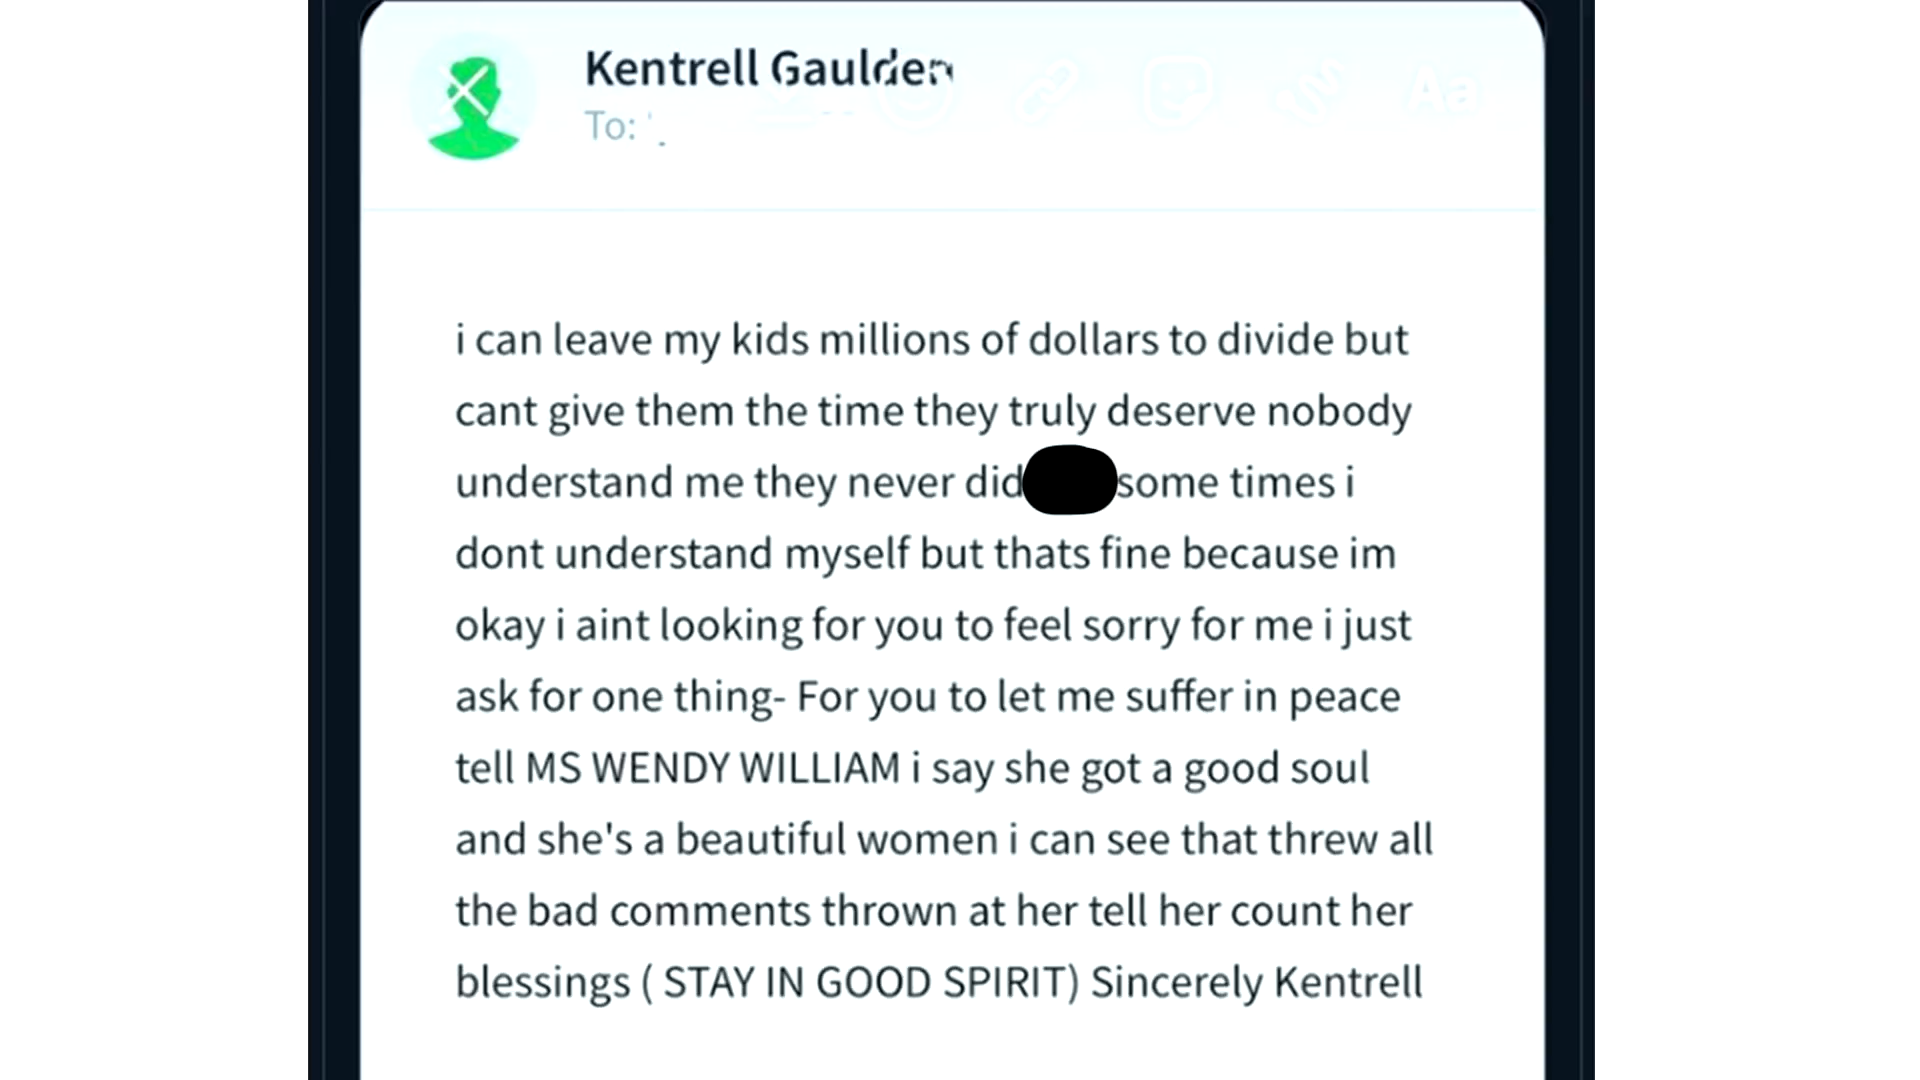 Kentrell Gaulden
To:
Aa
i can leave my kids millions of dollars to divide but
cant give them the time they truly deserve nobody
understand me they never did some times i
dont understand myself but thats fine because im
okay i aint looking for you to feel sorry for me i just
ask for one thing- For you to let me suffer in peace
tell MS WENDY WILLIAM i say she got a good soul
and she's a beautiful women i can see that threw all
the bad comments thrown at her tell her count her
blessings ( STAY IN GOOD SPIRIT) Sincerely Kentrell